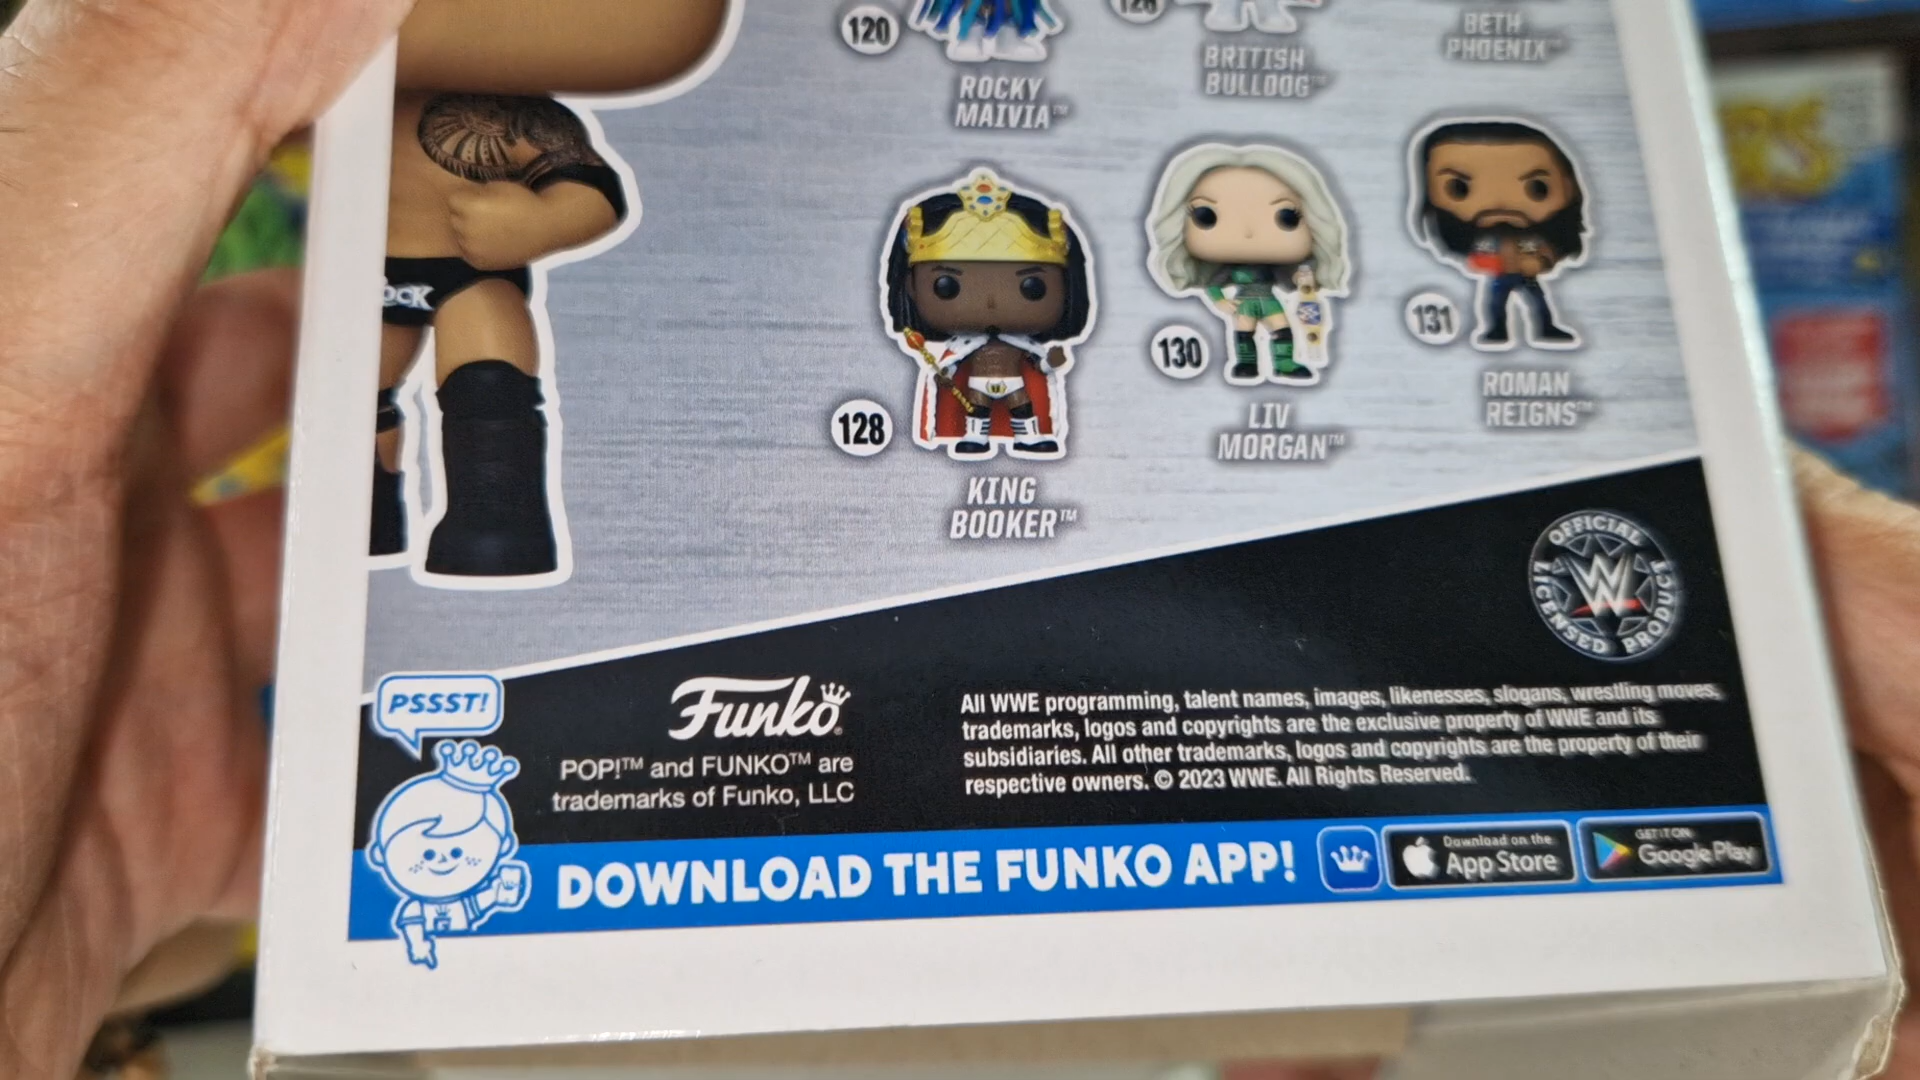 120
ROCKY
MAIVIA™
BRITISH
BULLDOG™
BETH
PHOENIX™
OCK
128
KING
BOOKER™
130
LIV
MORGAN™
131
ROMAN
REIGNS™
OFFICIAL
LICENSED PRODUCT
W
PSSST!
Funko®
POP!™ and FUNKO™ are
trademarks of Funko, LLC
All WWE programming, talent names, images, likenesses, slogans, wrestling moves,
trademarks, logos and copyrights are the exclusive property of WWE and its
subsidiaries. All other trademarks, logos and copyrights are the property of their
respective owners. © 2023 WWE. All Rights Reserved.
DOWNLOAD THE FUNKO APP!
Download on the
App Store
GET IT ON
Google Play